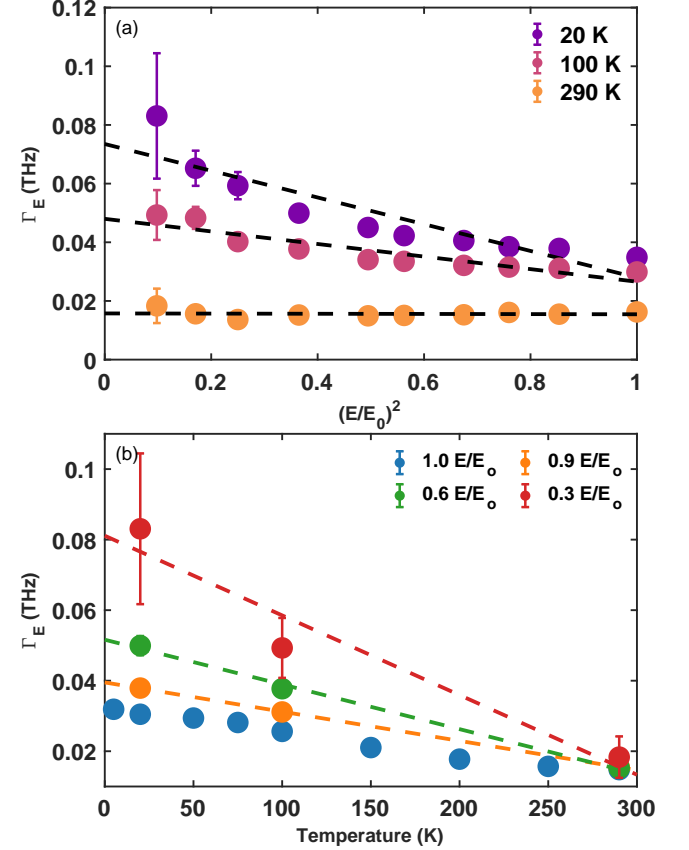 (a)
20 K
100 K
290 K
0.12
0.1
0.08
0.06
0.04
0.02
0
Γ_E (THz)
0 0.2 0.4 0.6 0.8 1
(E/E_0)^2
(b)
1.0 E/E_o 0.9 E/E_o
0.6 E/E_o 0.3 E/E_o
0.1
0.08
0.06
0.04
0.02
Γ_E (THz)
0 50 100 150 200 250 300
Temperature (K)